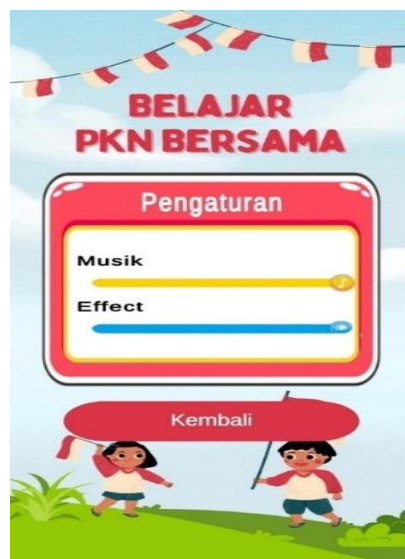 BELAJAR
PKN BERSAMA
Pengaturan
Musik
Effect
Kembali